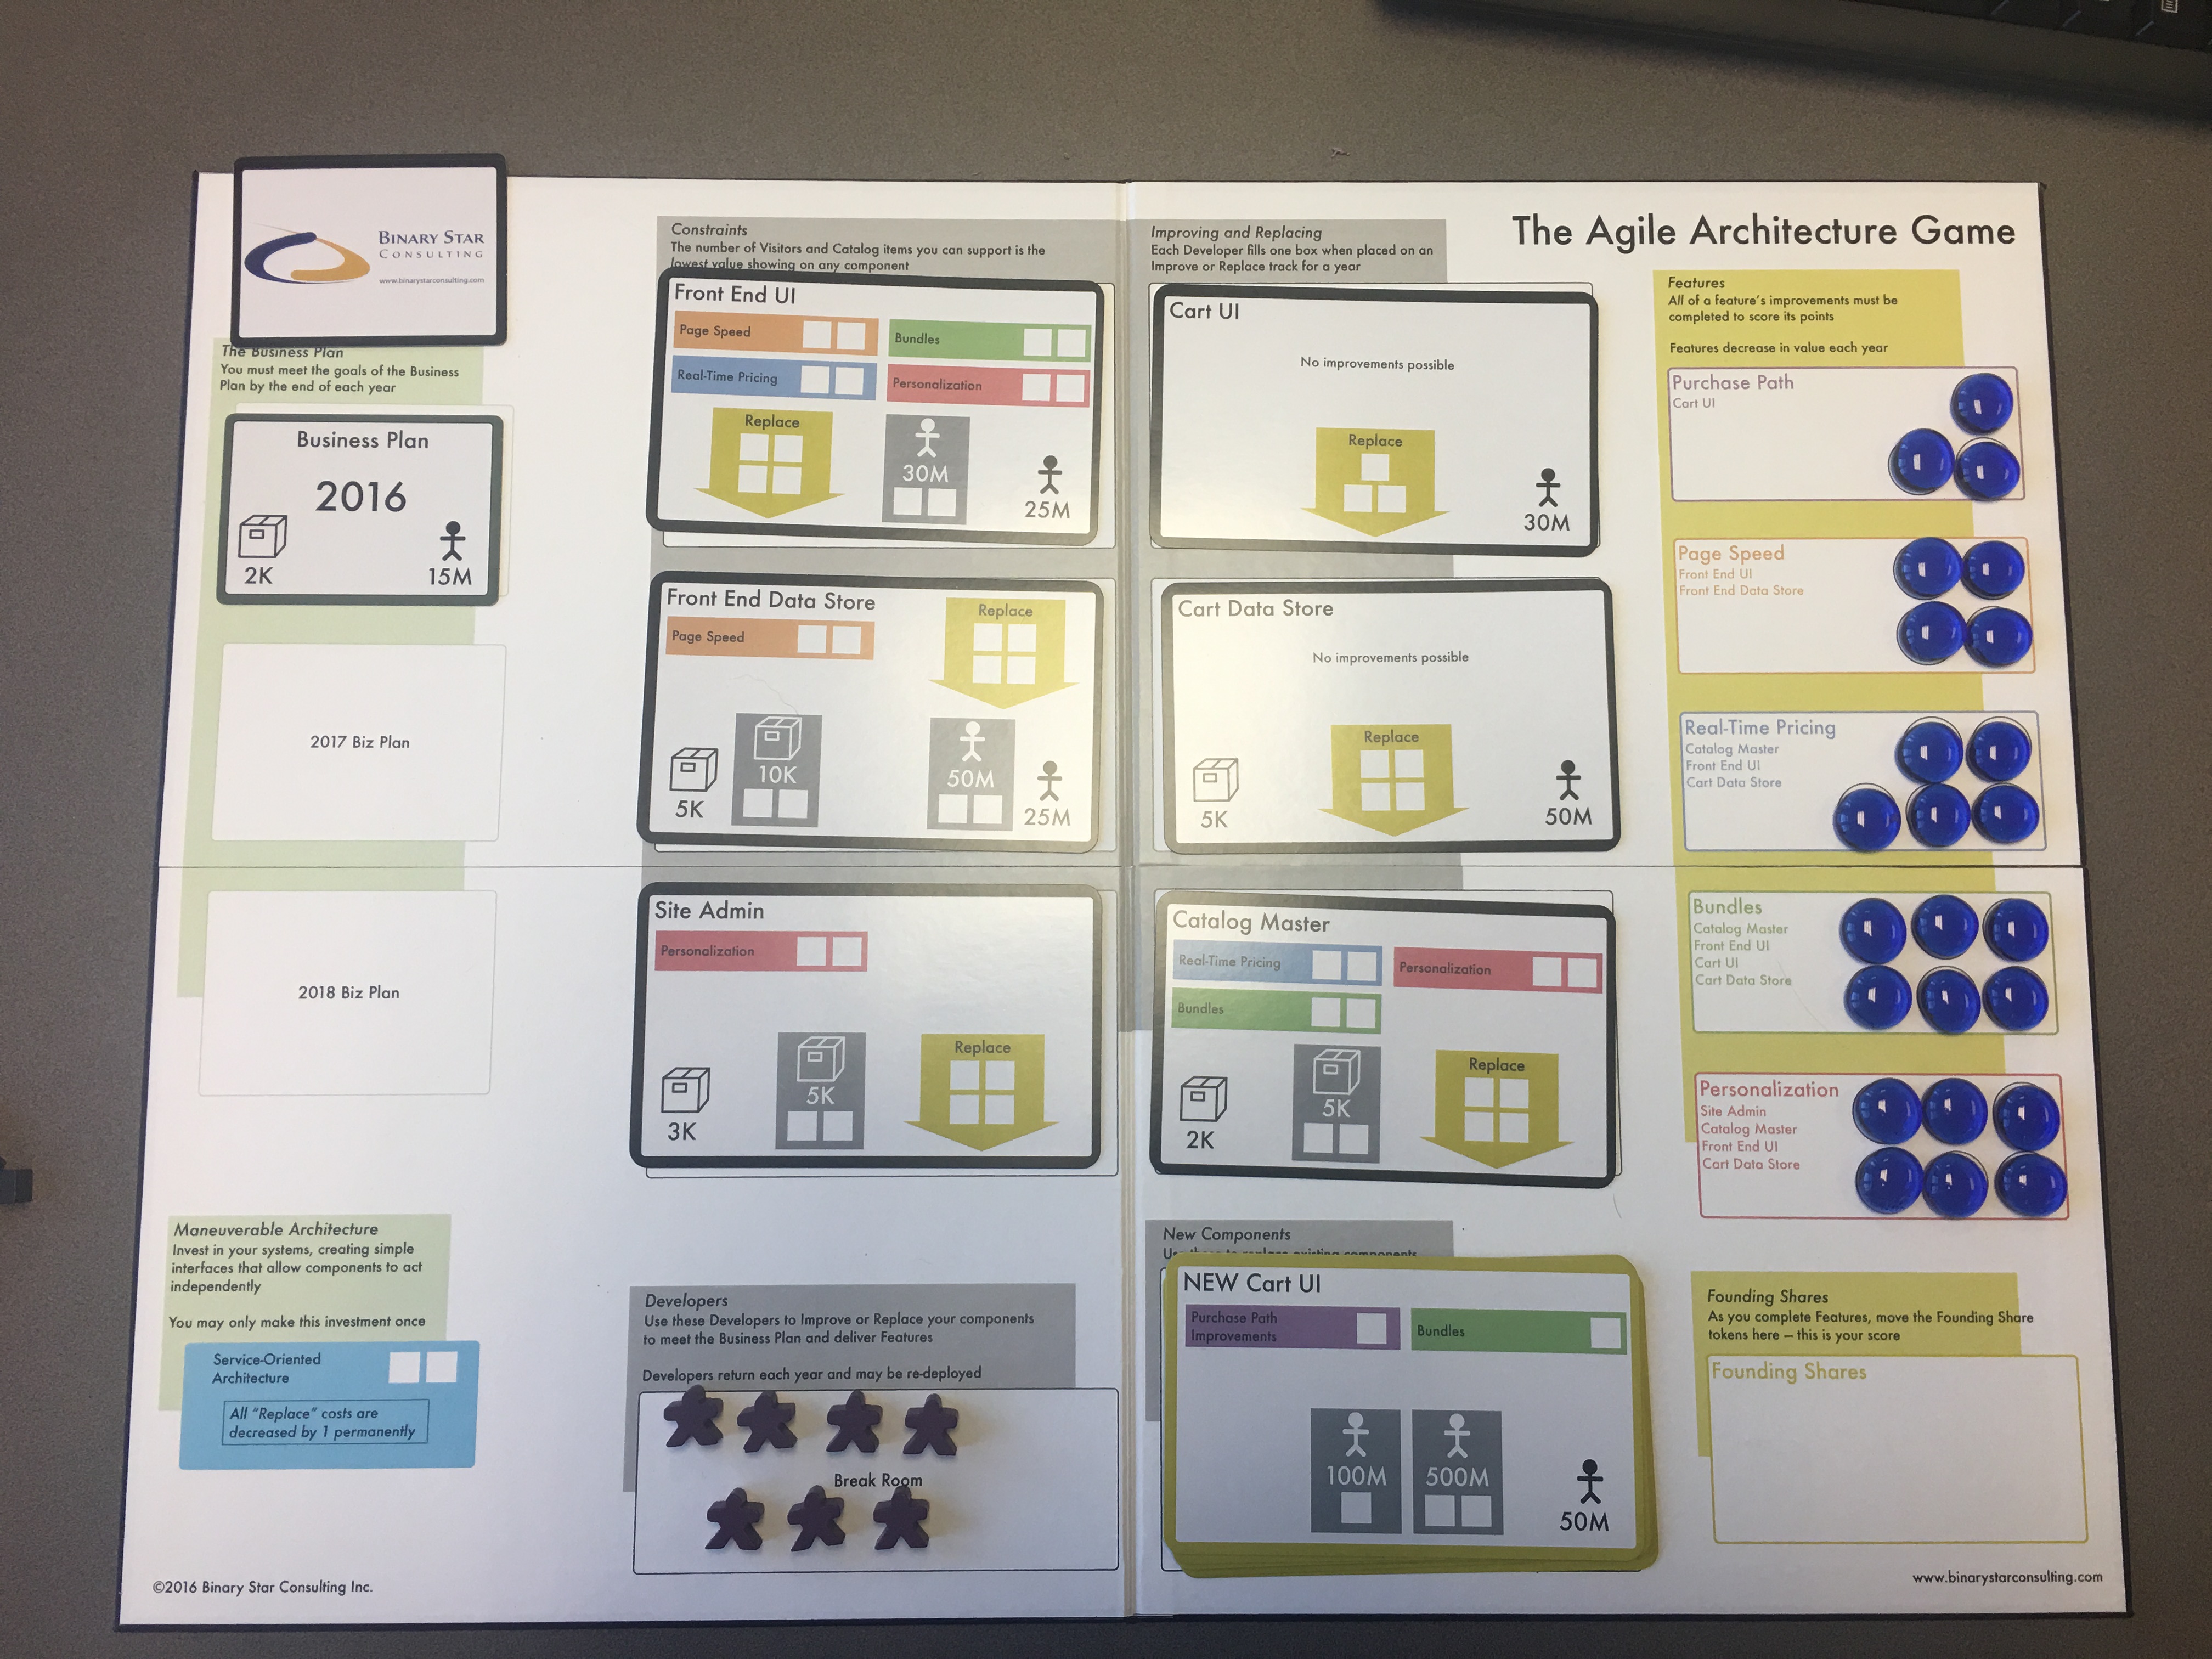 BINARY STAR
CONSULTING
www.binarystarconsulting.com
The Business Plan
You must meet the goals of the Business
Plan by the end of each year
Business Plan
2016
2K
15M
2017 Biz Plan
2018 Biz Plan
Maneuverable Architecture
Invest in your systems, creating simple
interfaces that allow components to act
independently
You may only make this investment once
Service-Oriented
Architecture
All "Replace" costs are
decreased by 1 permanently
©2016 Binary Star Consulting Inc.
Constraints
The number of Visitors and Catalog items you can support is the
lowest value showing on any component
Front End UI
Page Speed
Bundles
Real-Time Pricing
Personalization
Replace
30M
25M
Front End Data Store
Page Speed
Replace
5K
10K
50M
25M
Site Admin
Personalization
3K
5K
Replace
Developers
Use these Developers to Improve or Replace your components
to meet the Business Plan and deliver Features
Developers return each year and may be re-deployed
Break Room
Improving and Replacing
Each Developer fills one box when placed on an
Improve or Replace track for a year
Cart UI
No improvements possible
Replace
30M
Cart Data Store
No improvements possible
Replace
5K
50M
Catalog Master
Real-Time Pricing
Personalization
Bundles
2K
5K
Replace
New Components
Use these to replace existing components
NEW Cart UI
Purchase Path
Improvements
Bundles
100M
500M
50M
The Agile Architecture Game
Features
All of a feature's improvements must be
completed to score its points
Features decrease in value each year
Purchase Path
Cart UI
Page Speed
Front End UI
Front End Data Store
Real-Time Pricing
Catalog Master
Front End UI
Cart Data Store
Bundles
Catalog Master
Front End UI
Cart UI
Cart Data Store
Personalization
Site Admin
Catalog Master
Front End UI
Cart Data Store
Founding Shares
As you complete Features, move the Founding Share
tokens here – this is your score
Founding Shares
www.binarystarconsulting.com